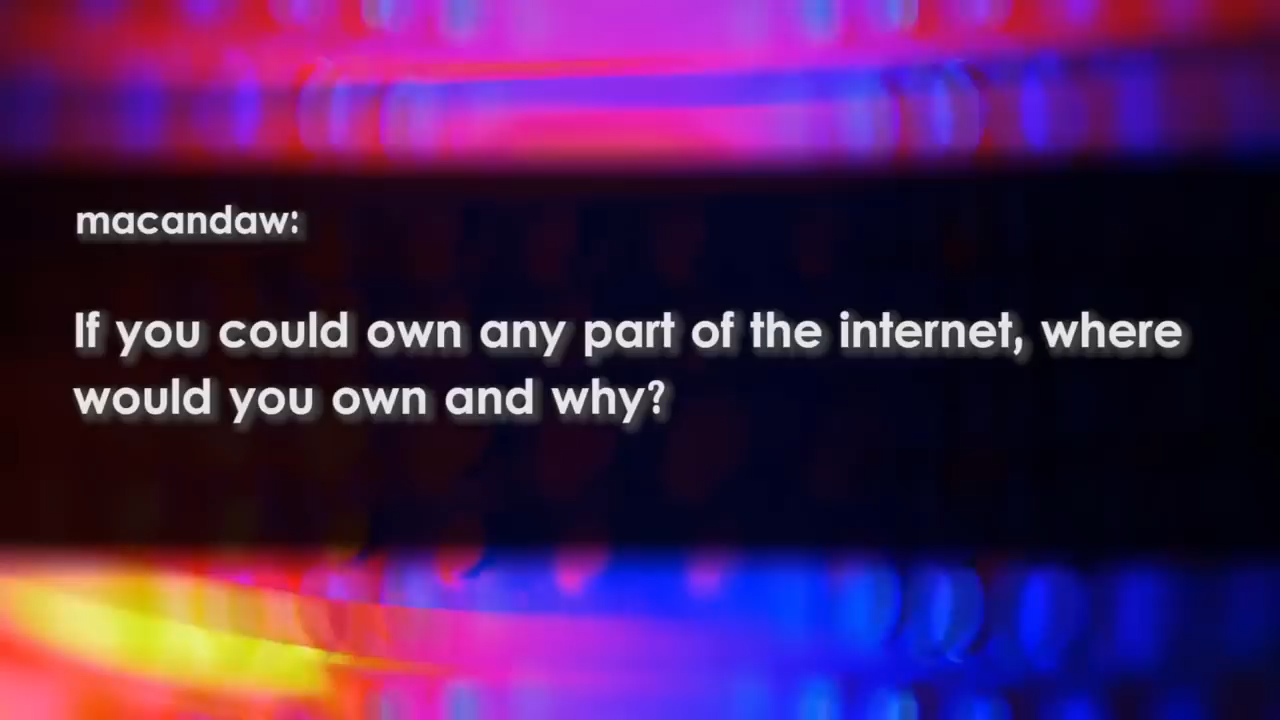 macandaw:
If you could own any part of the internet, where
would you own and why?